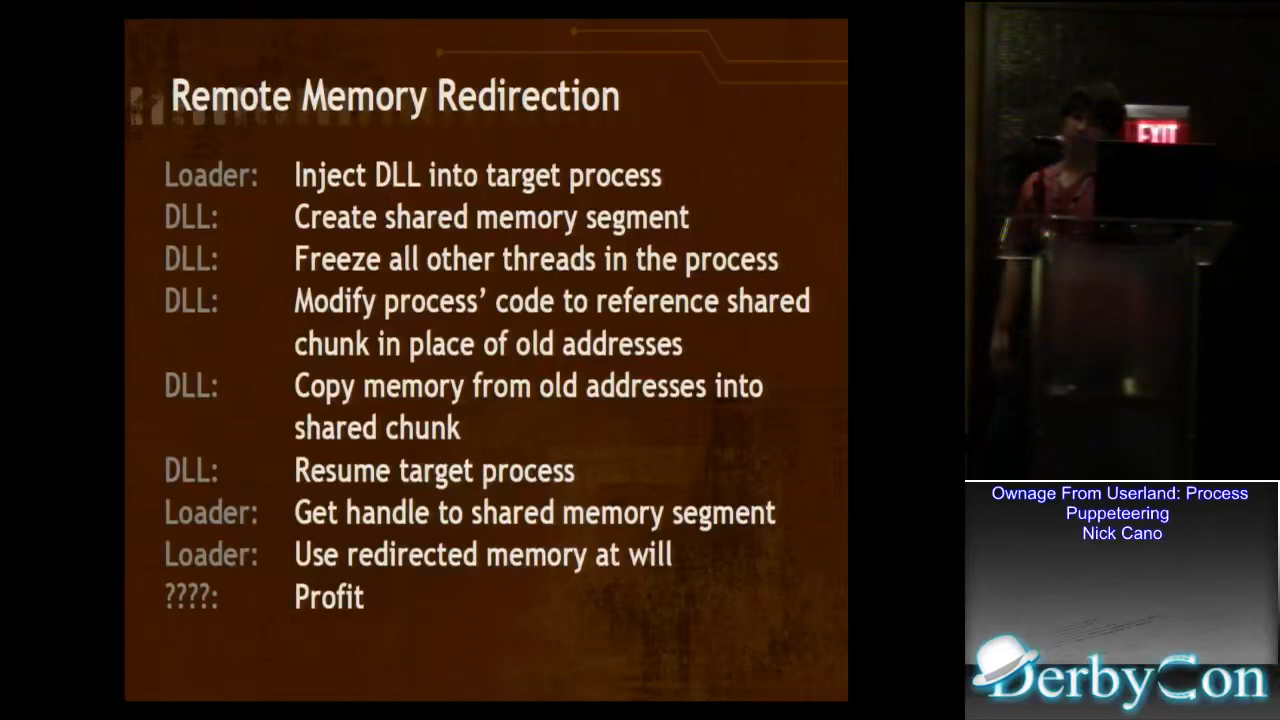 Remote Memory Redirection
Loader: Inject DLL into target process
DLL: Create shared memory segment
DLL: Freeze all other threads in the process
DLL: Modify process’ code to reference shared
chunk in place of old addresses
DLL: Copy memory from old addresses into
shared chunk
DLL: Resume target process
Loader: Get handle to shared memory segment
Loader: Use redirected memory at will
????: Profit
EXIT
Ownage From Userland: Process
Puppeteering
Nick Cano
DerbyCon